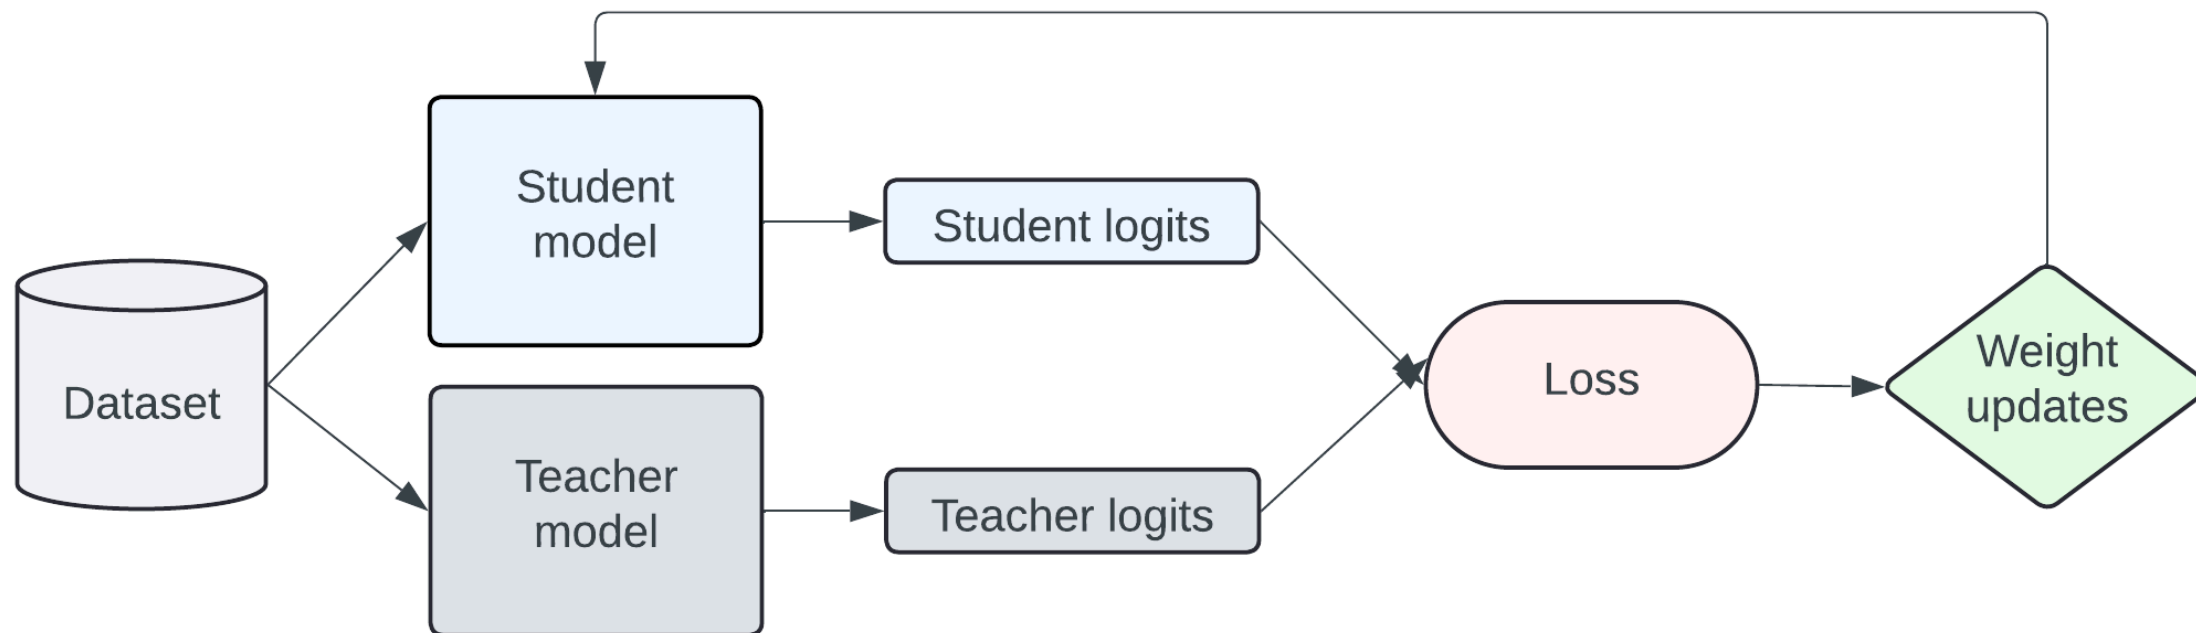 Student
model
Student logits
Dataset
Loss
Weight
updates
Teacher
model
Teacher logits